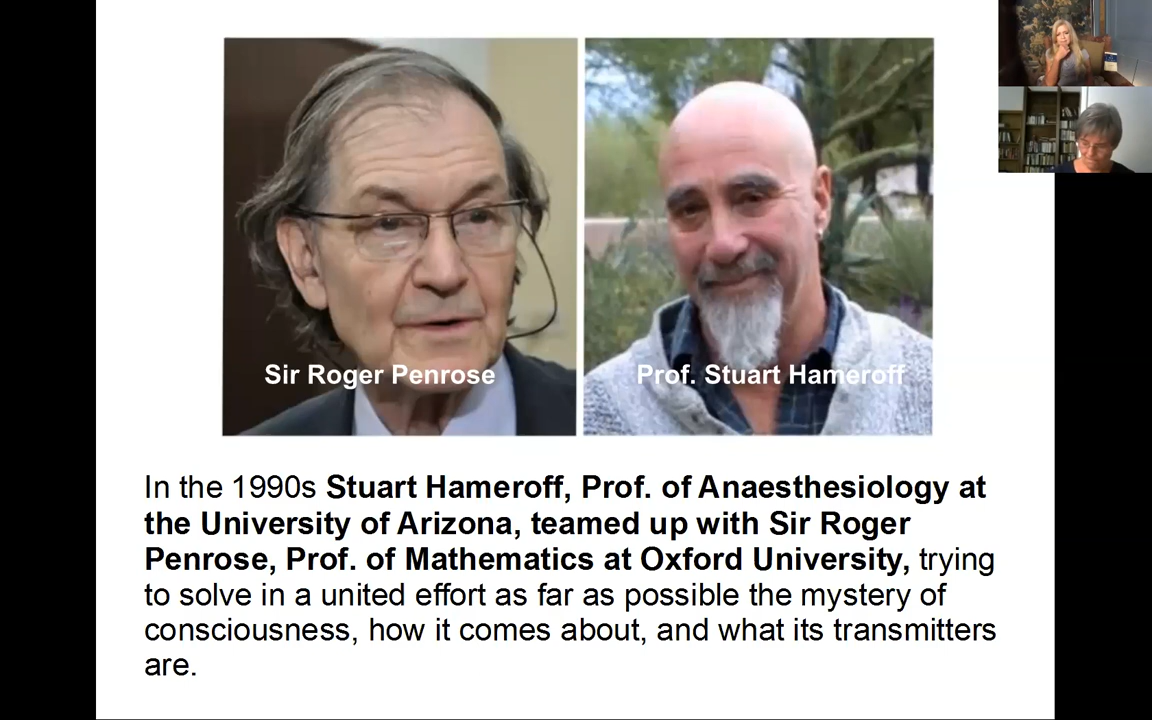 Sir Roger Penrose
Prof. Stuart Hameroff
In the 1990s Stuart Hameroff, Prof. of Anaesthesiology at
the University of Arizona, teamed up with Sir Roger
Penrose, Prof. of Mathematics at Oxford University, trying
to solve in a united effort as far as possible the mystery of
consciousness, how it comes about, and what its transmitters
are.